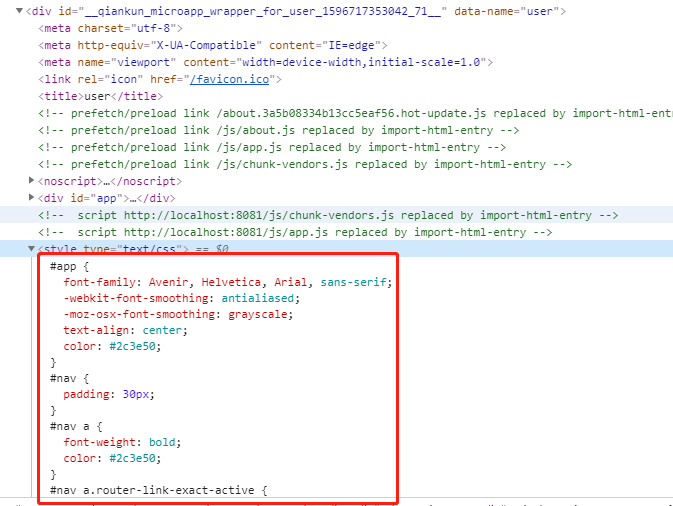 ▼<div id="__qiankun_microapp_wrapper_for_user_1596717353042_71__" data-name="user">
<meta charset="utf-8">
<meta http-equiv="X-UA-Compatible" content="IE=edge">
<meta name="viewport" content="width=device-width,initial-scale=1.0">
<link rel="icon" href="/favicon.ico">
<title>user</title>
<!-- prefetch/preload link /about.3a5b08334b13cc5eaf56.hot-update.js replaced by import-html-entr
<!-- prefetch/preload link /js/about.js replaced by import-html-entry -->
<!-- prefetch/preload link /js/app.js replaced by import-html-entry -->
<!-- prefetch/preload link /js/chunk-vendors.js replaced by import-html-entry -->
▶<noscript>…</noscript>
▶<div id="app">…</div>
<!--  script http://localhost:8081/js/chunk-vendors.js replaced by import-html-entry -->
<!--  script http://localhost:8081/js/app.js replaced by import-html-entry -->
▼<style type="text/css"> == $0
#app {
font-family: Avenir, Helvetica, Arial, sans-serif;
-webkit-font-smoothing: antialiased;
-moz-osx-font-smoothing: grayscale;
text-align: center;
color: #2c3e50;
}
#nav {
padding: 30px;
}
#nav a {
font-weight: bold;
color: #2c3e50;
}
#nav a.router-link-exact-active {